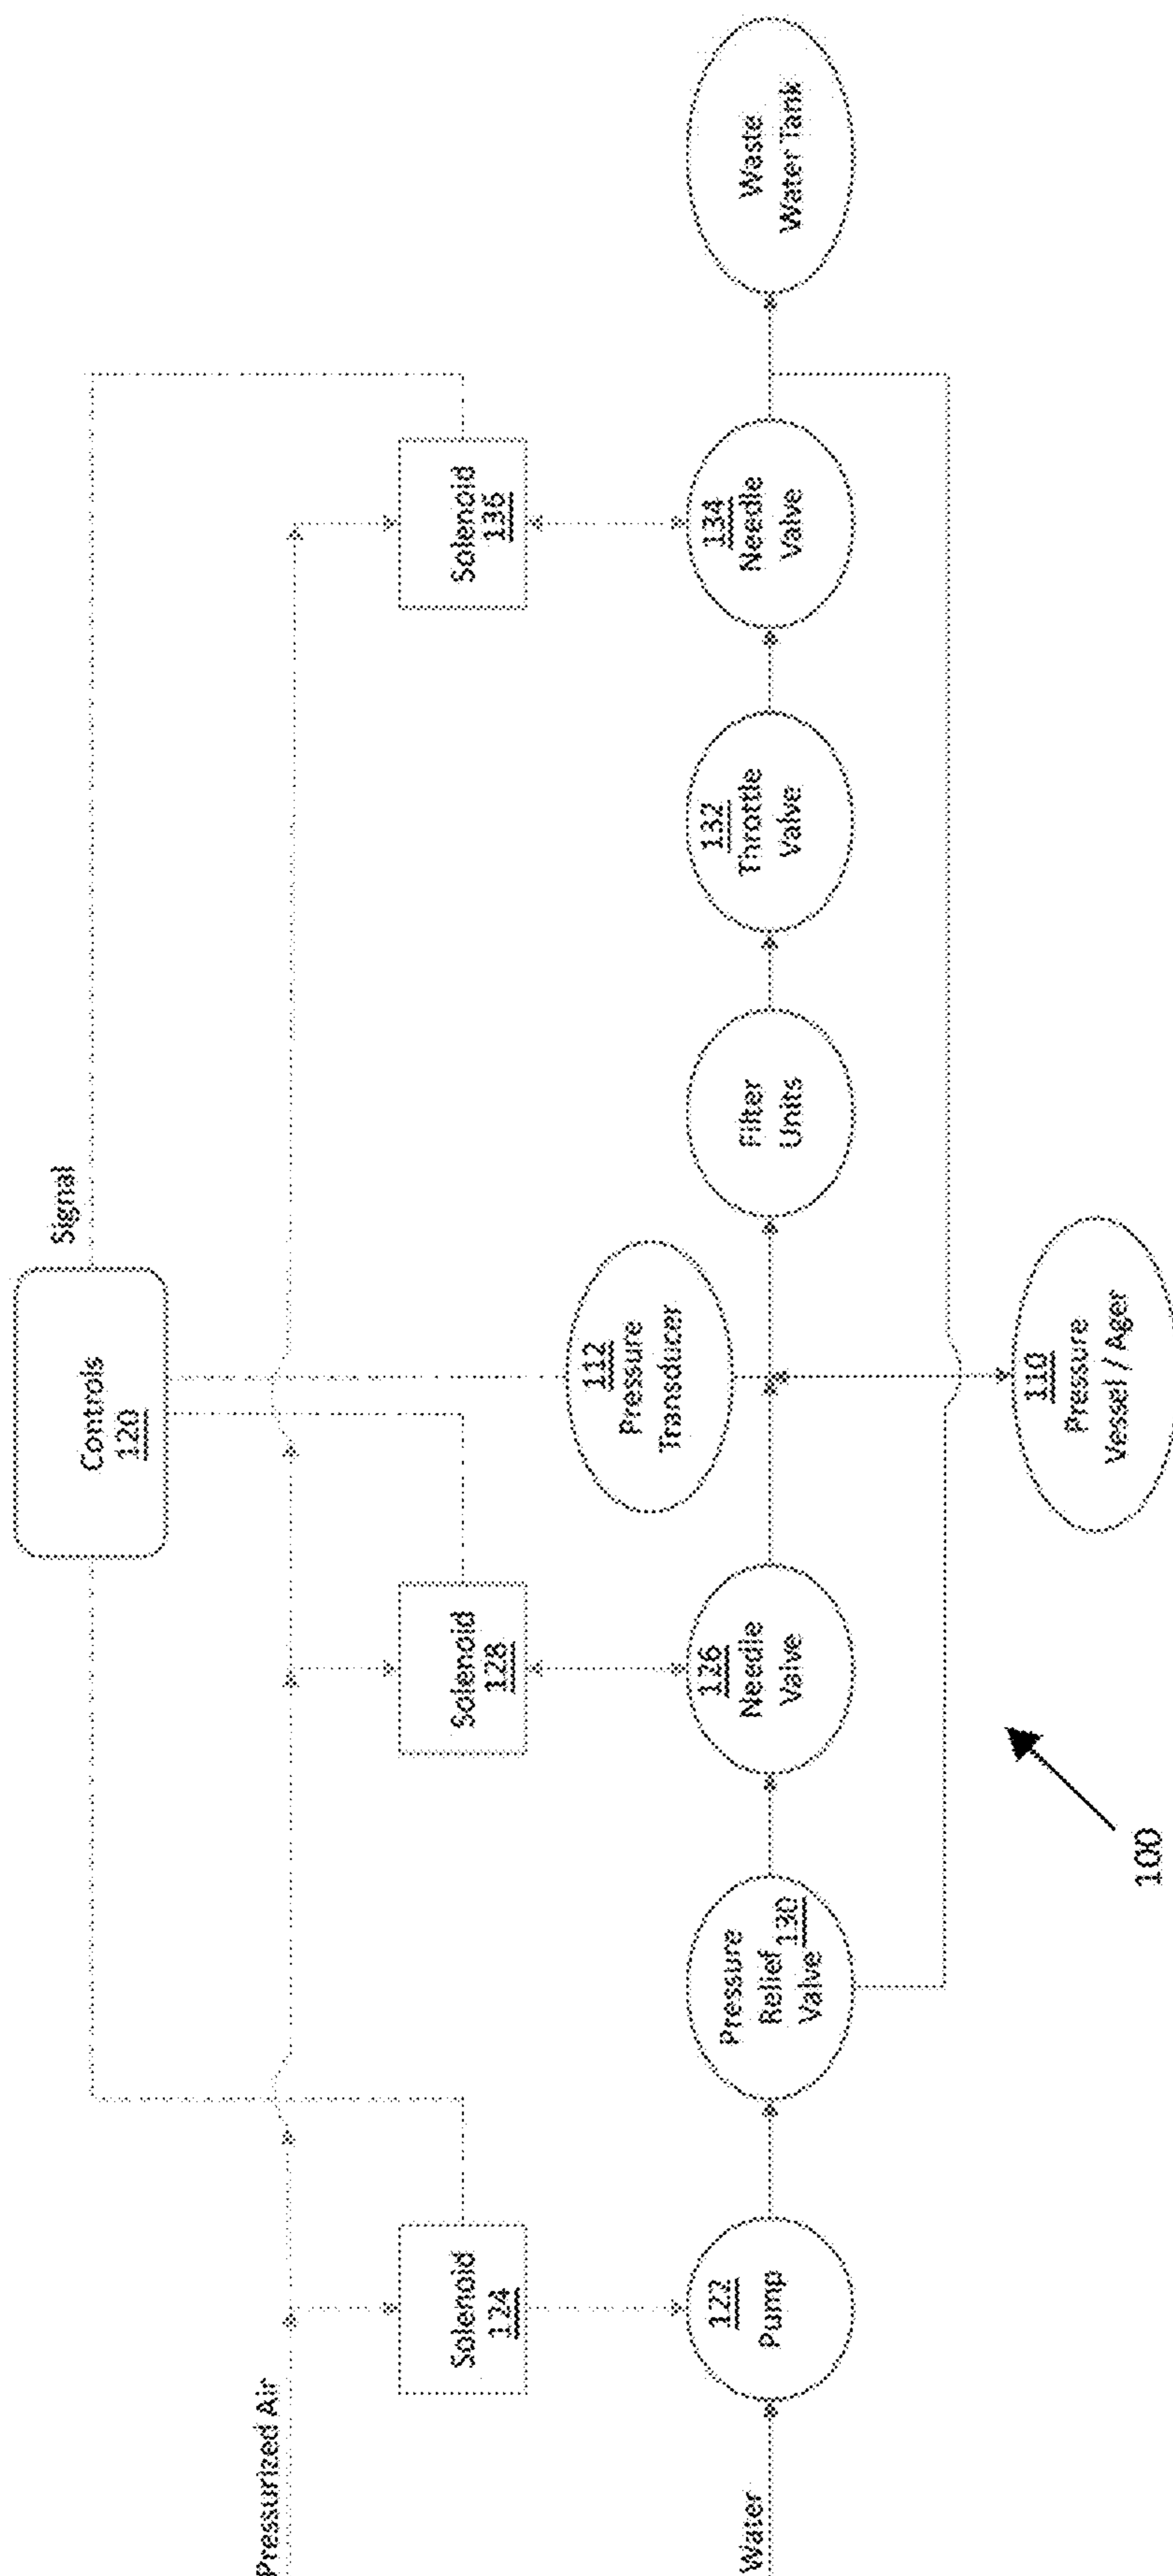 Signal
Controls
120
Pressurized Air
Solenoid
124
Solenoid
128
Solenoid
136
112
Pressure
Transducer
Water
122
Pump
Pressure
Relief 130
Valve
126
Needle
Valve
Filter
Units
132
Throttle
Valve
134
Needle
Valve
Waste
Water Tank
110
Pressure
Vessel / Ager
100